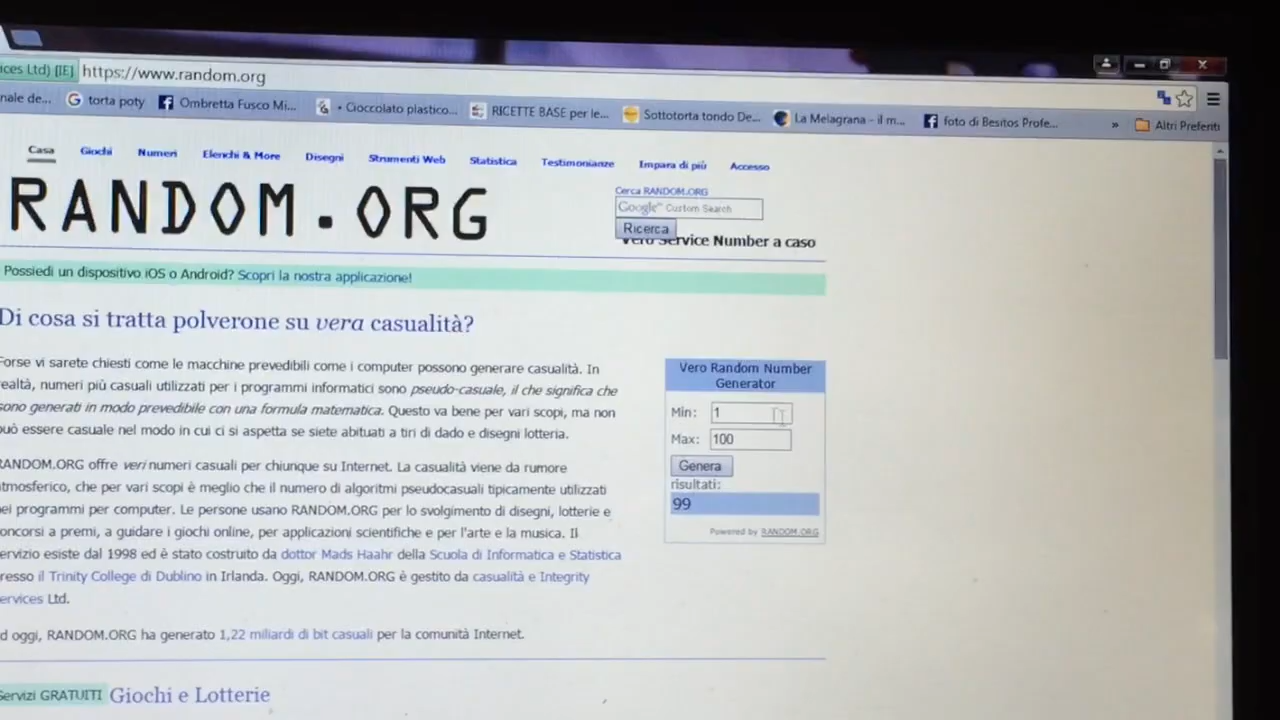 ices Ltd) [IE] https://www.random.org
nale de... torta poty Ombretta Fusco Mi... • Cioccolato plastico... RICETTE BASE per le... Sottotorta tondo De... La Melagrana - il m... foto di Besitos Profe... » Altri Preferiti
Casa Giochi Numeri Elenchi & More Disegni Strumenti Web Statistica Testimonianze Impara di più Accesso
RANDOM.ORG
Cerca RANDOM.ORG
Google™ Custom Search
Ricerca
Vero Service Number a caso
Possiedi un dispositivo iOS o Android? Scopri la nostra applicazione!
Di cosa si tratta polverone su vera casualità?
Forse vi sarete chiesti come le macchine prevedibili come i computer possono generare casualità. In
realtà, numeri più casuali utilizzati per i programmi informatici sono pseudo-casuale, il che significa che
sono generati in modo prevedibile con una formula matematica. Questo va bene per vari scopi, ma non
può essere casuale nel modo in cui ci si aspetta se siete abituati a tiri di dado e disegni lotteria.
RANDOM.ORG offre veri numeri casuali per chiunque su Internet. La casualità viene da rumore
atmosferico, che per vari scopi è meglio che il numero di algoritmi pseudocasuali tipicamente utilizzati
nei programmi per computer. Le persone usano RANDOM.ORG per lo svolgimento di disegni, lotterie e
concorsi a premi, a guidare i giochi online, per applicazioni scientifiche e per l'arte e la musica. Il
ervizio esiste dal 1998 ed è stato costruito da dottor Mads Haahr della Scuola di Informatica e Statistica
resso il Trinity College di Dublino in Irlanda. Oggi, RANDOM.ORG è gestito da casualità e Integrity
ervices Ltd.
d oggi, RANDOM.ORG ha generato 1,22 miliardi di bit casuali per la comunità Internet.
Servizi GRATUITI Giochi e Lotterie
Vero Random Number
Generator
Min: 1
Max: 100
Genera
risultati:
99
Powered by RANDOM.ORG